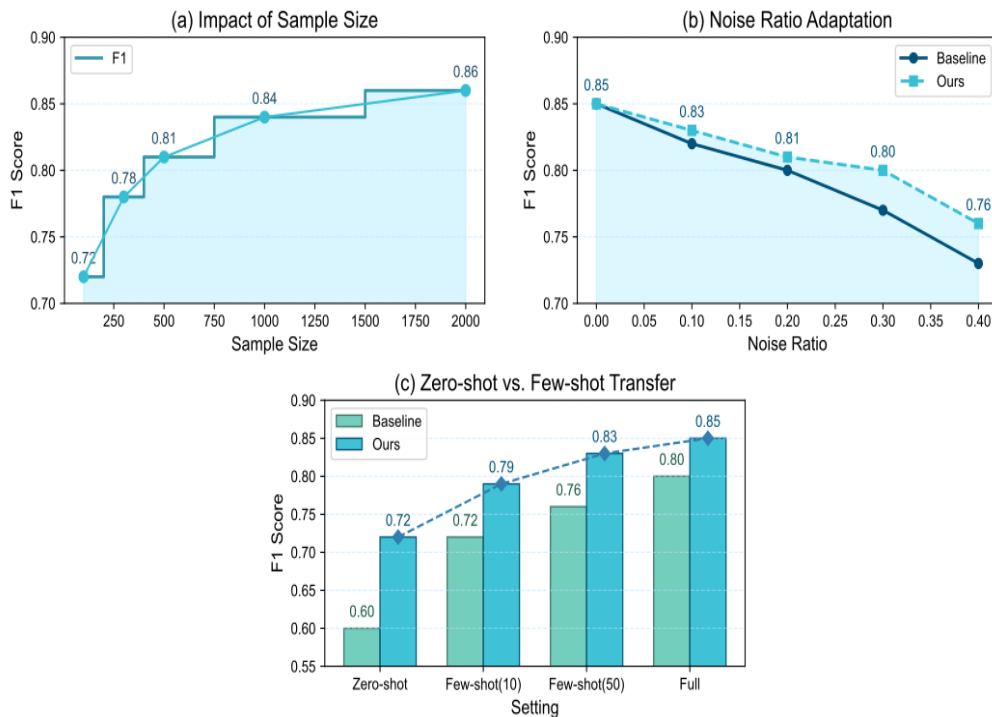 (a) Impact of Sample Size
F1
F1 Score
0.90
0.85
0.80
0.75
0.70
0.72
0.78
0.81
0.84
0.86
250
500
750
1000
1250
1500
1750
2000
Sample Size
(b) Noise Ratio Adaptation
Baseline
Ours
F1 Score
0.90
0.85
0.80
0.75
0.70
0.85
0.83
0.81
0.80
0.76
0.00
0.05
0.10
0.15
0.20
0.25
0.30
0.35
0.40
Noise Ratio
(c) Zero-shot vs. Few-shot Transfer
Baseline
Ours
F1 Score
0.90
0.85
0.80
0.75
0.70
0.65
0.60
0.55
0.60
0.72
0.72
0.79
0.76
0.83
0.80
0.85
Zero-shot
Few-shot(10)
Few-shot(50)
Full
Setting